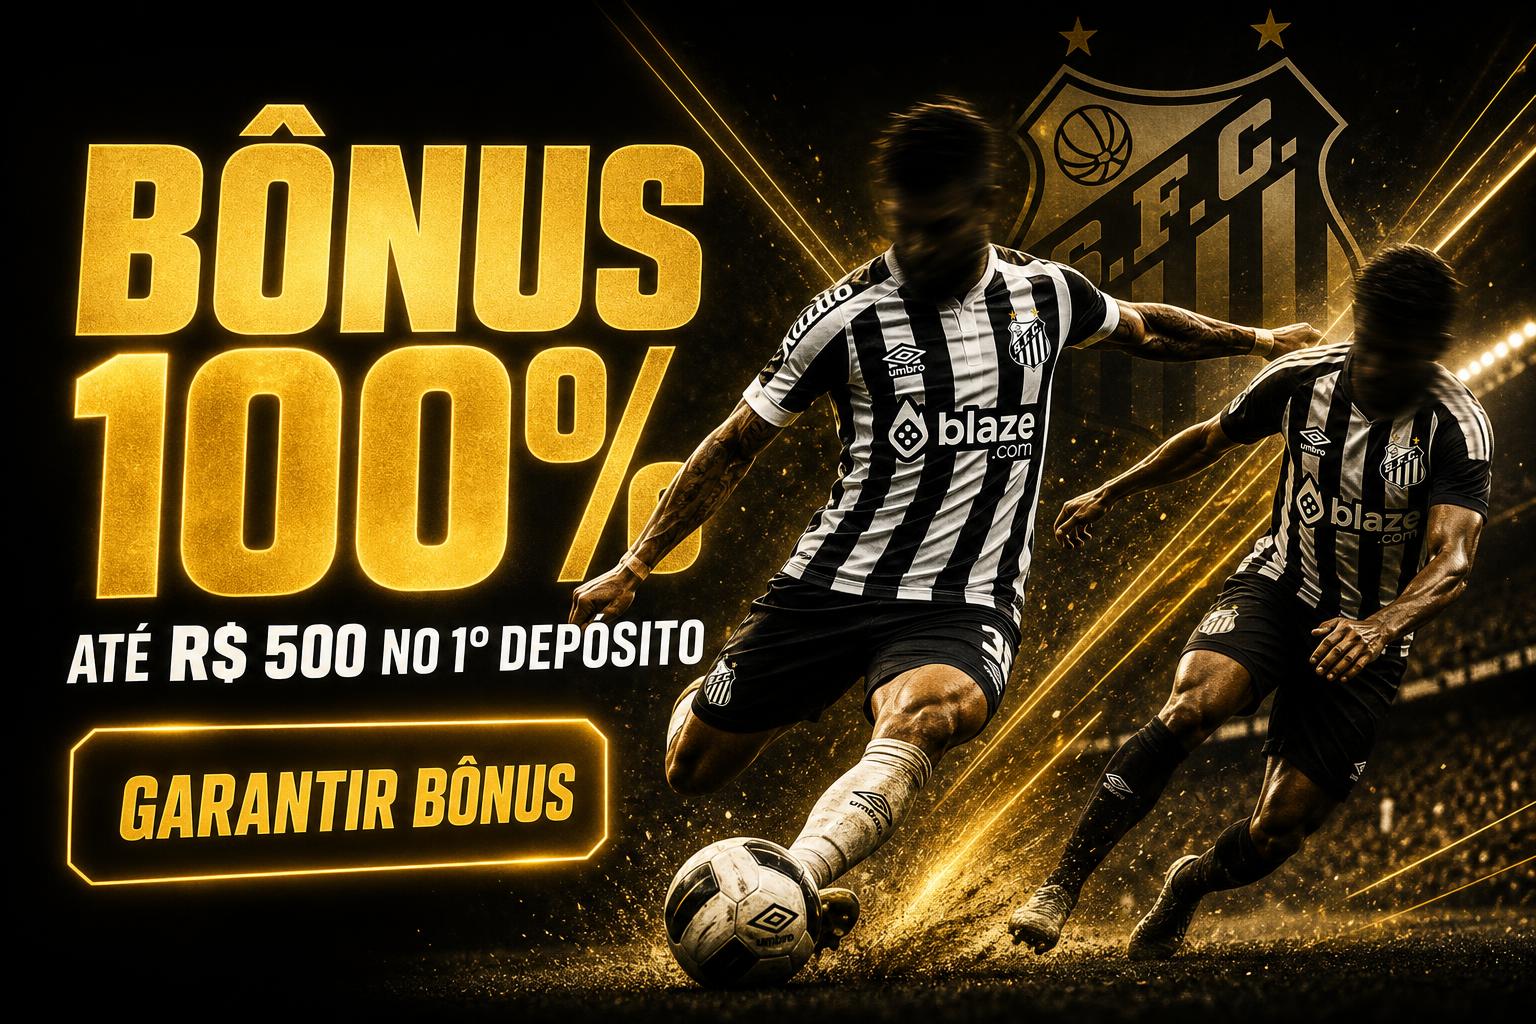 BÔNUS
100%
ATÉ R$ 500 NO 1º DEPÓSITO
GARANTIR BÔNUS
S.F.C.
umbro
S.F.C.
blaze
.com
umbro
S.F.C.
blaze
.com
S.F.C.
umbro
umbro